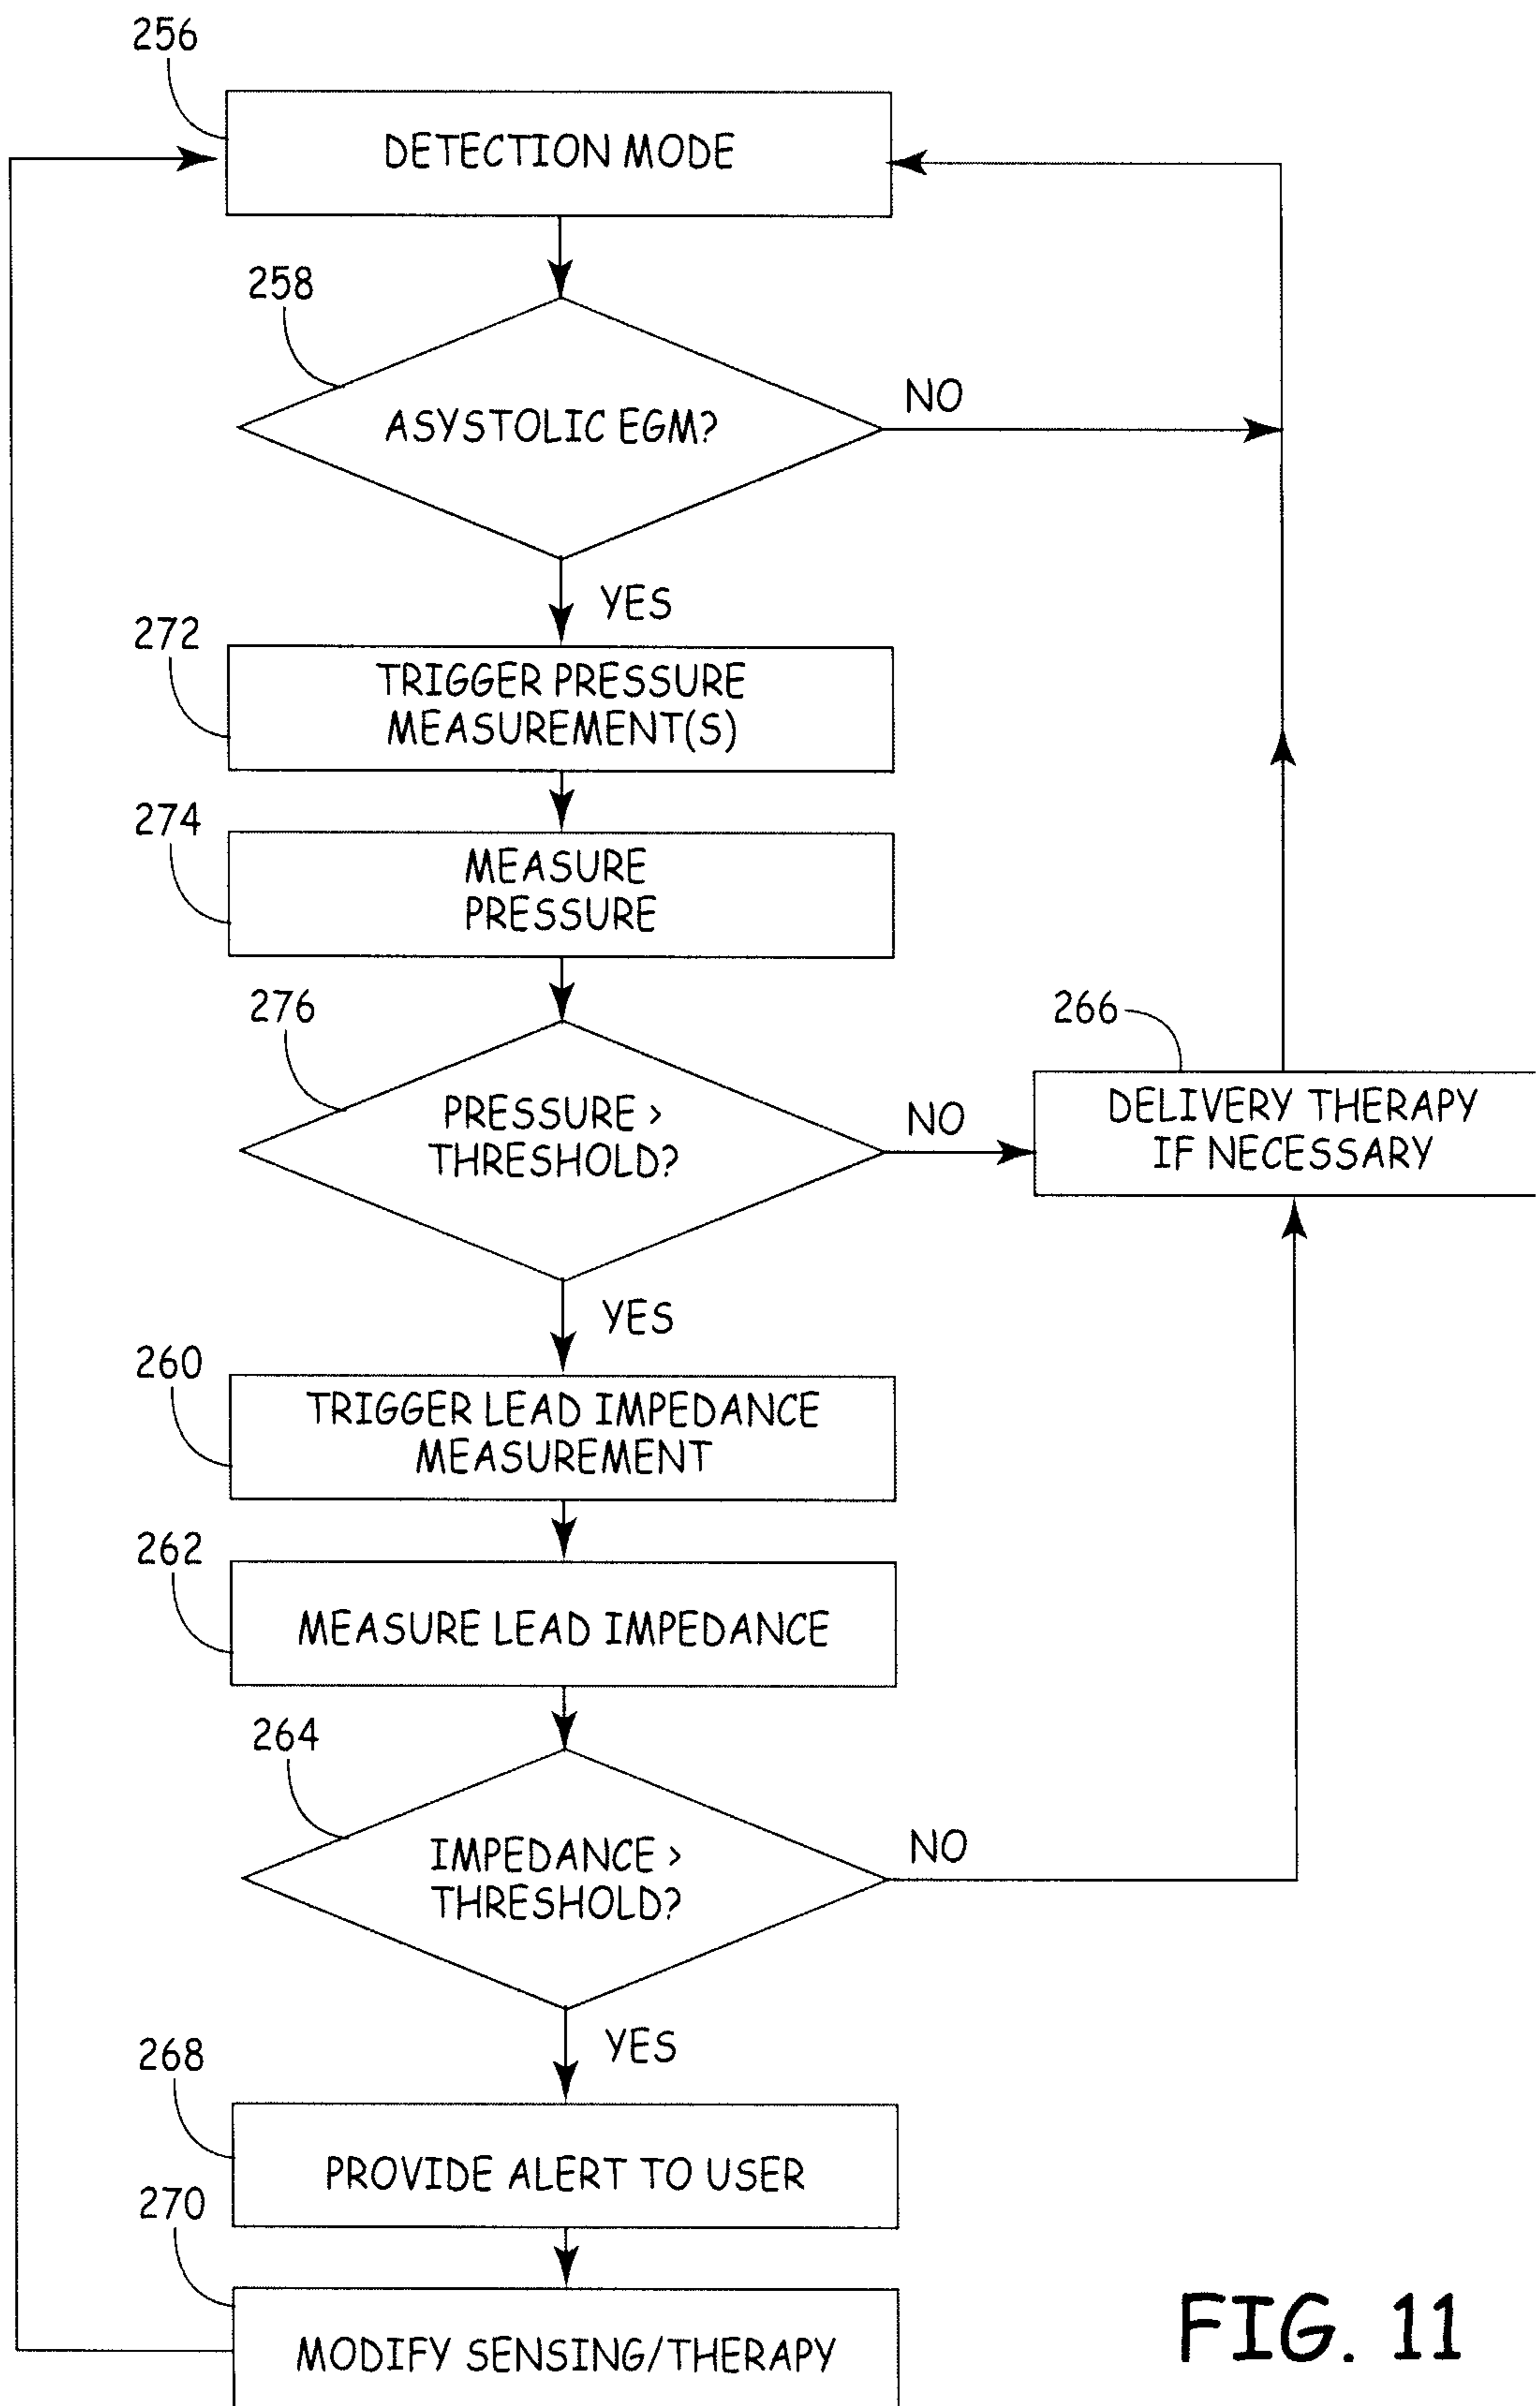 256
DETECTION MODE
258
ASYSTOLIC EGM?
NO
YES
272
TRIGGER PRESSURE
MEASUREMENT(S)
274
MEASURE
PRESSURE
276
PRESSURE >
THRESHOLD?
NO
266
DELIVERY THERAPY
IF NECESSARY
YES
260
TRIGGER LEAD IMPEDANCE
MEASUREMENT
262
MEASURE LEAD IMPEDANCE
264
IMPEDANCE >
THRESHOLD?
NO
YES
268
PROVIDE ALERT TO USER
270
MODIFY SENSING/THERAPY
FIG. 11